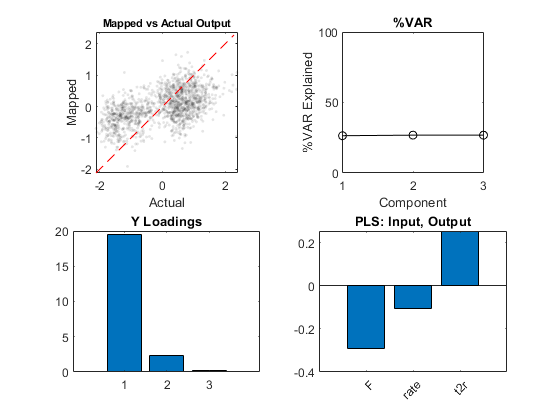 Mapped vs Actual Output
2
1
0
-1
-2
Mapped
-2
0
2
Actual
%VAR
100
50
0
%VAR Explained
1
2
3
Component
Y Loadings
20
15
10
5
0
1
2
3
PLS: Input, Output
0.2
0
-0.2
-0.4
F
rate
t2r